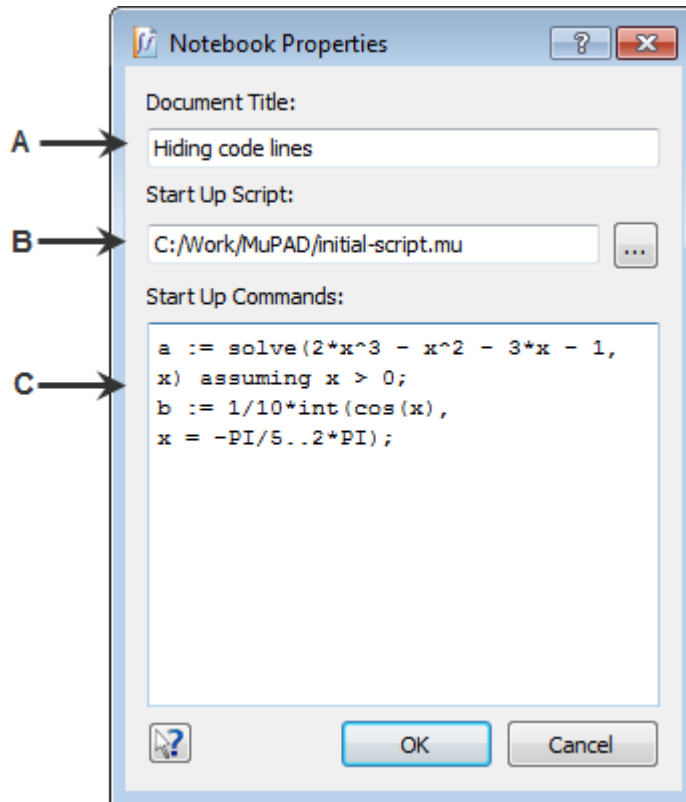 Notebook Properties
Document Title:
A
Hiding code lines
Start Up Script:
B
C:/Work/MuPAD/initial-script.mu
...
Start Up Commands:
a := solve(2*x^3 - x^2 - 3*x - 1,
C
x) assuming x > 0;
b := 1/10*int(cos(x),
x = -PI/5..2*PI);
OK
Cancel